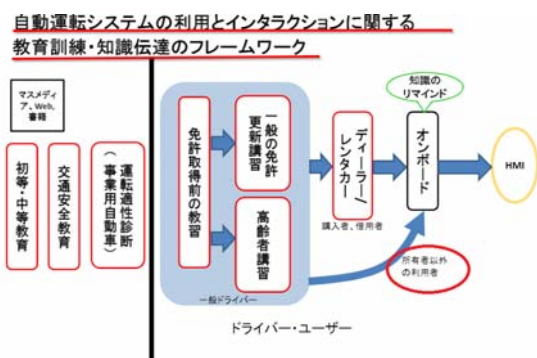 自動運転システムの利用とインタラクションに関する
教育訓練・知識伝達のフレームワーク
マスメディ
ア、Web、
書籍
初等・中等教育
交通安全教育
運転適性診断
(事業用自動車)
免許取得前の教習
一般の免許
更新講習
高齢者講習
一般ドライバー
ディーラー/
レンタカー
購入者、借用者
知識の
リマインド
オンボード
HMI
所有者以外
の利用者
ドライバー・ユーザー